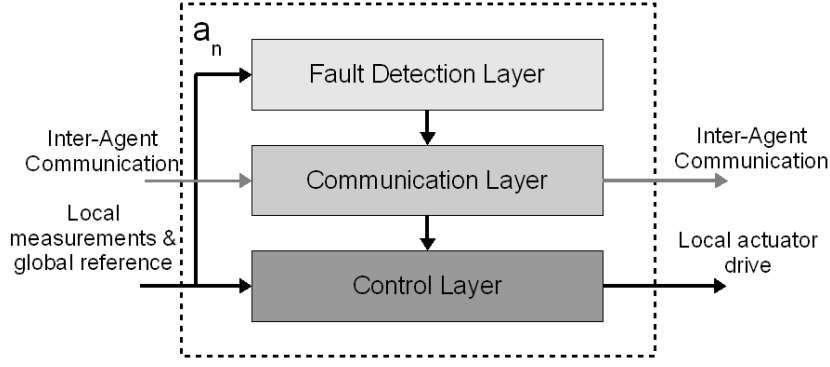 a
n
Fault Detection Layer
Inter-Agent
Communication
Communication Layer
Inter-Agent
Communication
Local
measurements &
global reference
Control Layer
Local actuator
drive